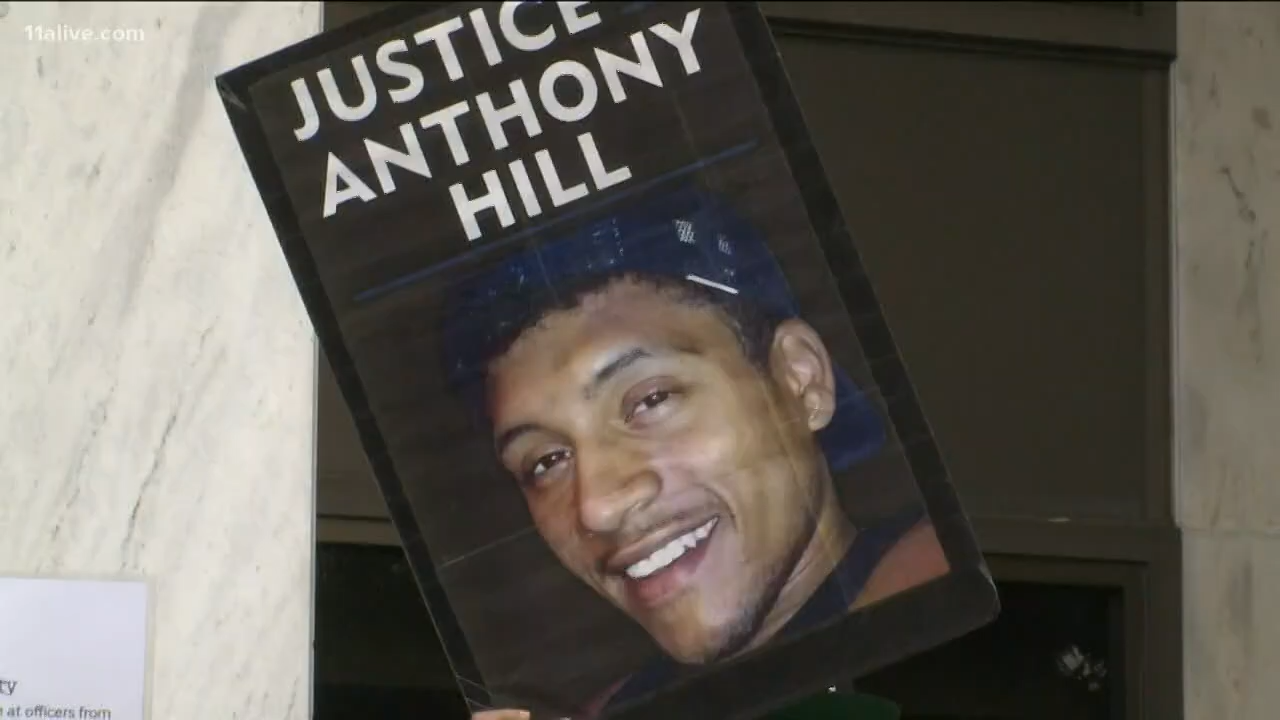 11alive.com
JUSTICE
ANTHONY
HILL
ty
at officers from